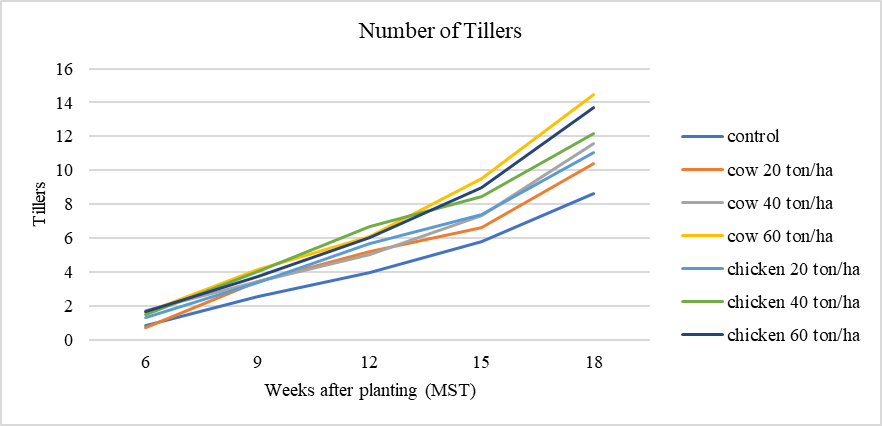 Number of Tillers
16
14
12
10
8
6
4
2
0
Tillers
6 9 12 15 18
Weeks after planting (MST)
control
cow 20 ton/ha
cow 40 ton/ha
cow 60 ton/ha
chicken 20 ton/ha
chicken 40 ton/ha
chicken 60 ton/ha